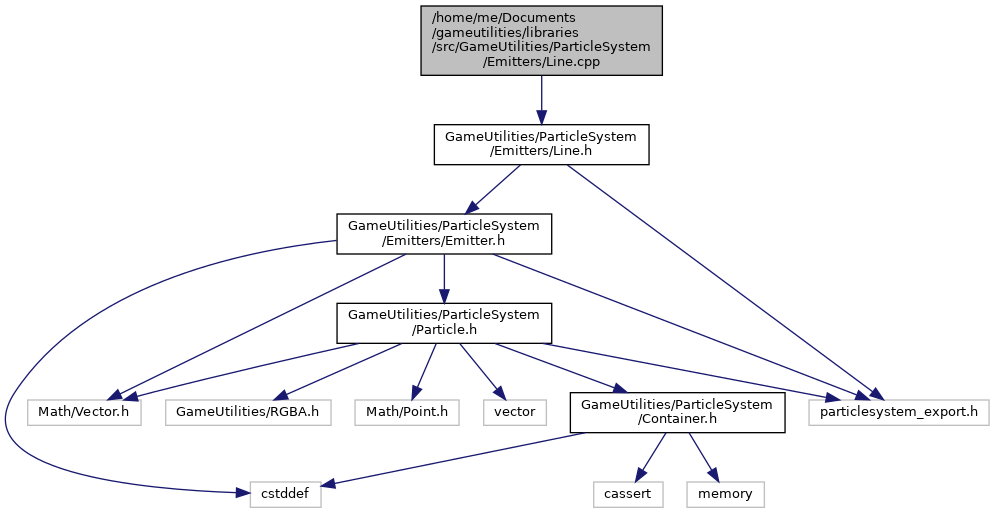 /home/me/Documents
/gameutilities/libraries
/src/GameUtilities/ParticleSystem
/Emitters/Line.cpp
GameUtilities/ParticleSystem
/Emitters/Line.h
GameUtilities/ParticleSystem
/Emitters/Emitter.h
GameUtilities/ParticleSystem
/Particle.h
Math/Vector.h
GameUtilities/RGBA.h
Math/Point.h
vector
GameUtilities/ParticleSystem
/Container.h
particlesystem_export.h
cstddef
cassert
memory